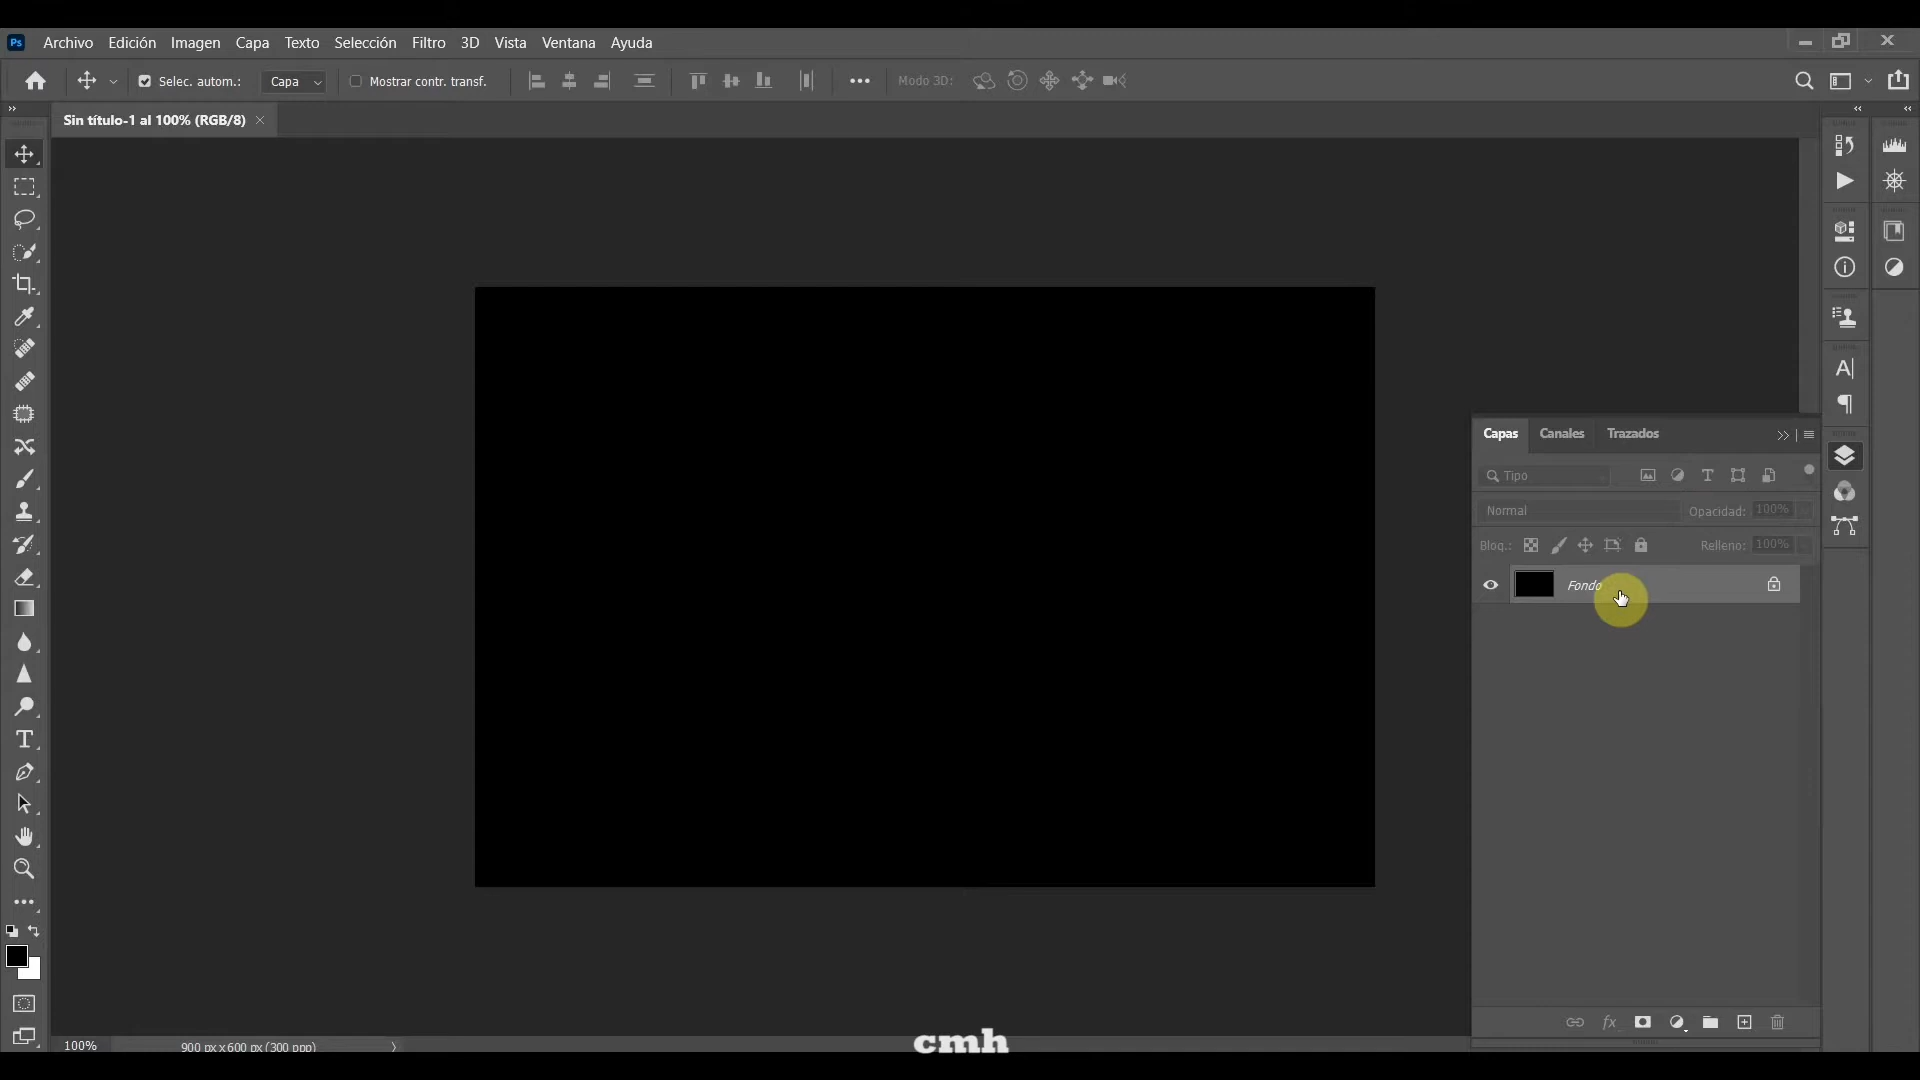 Ps Archivo Edición Imagen Capa Texto Selección Filtro 3D Vista Ventana Ayuda
Selec. autom.: Capa Mostrar contr. transf. Modo 3D:
Sin título-1 al 100% (RGB/8)
Capas Canales Trazados
Tipo
Normal Opacidad: 100%
Bloq.: Relleno: 100%
Fondo
fx
100% 900 px x 600 px (300 ppp)
cmh